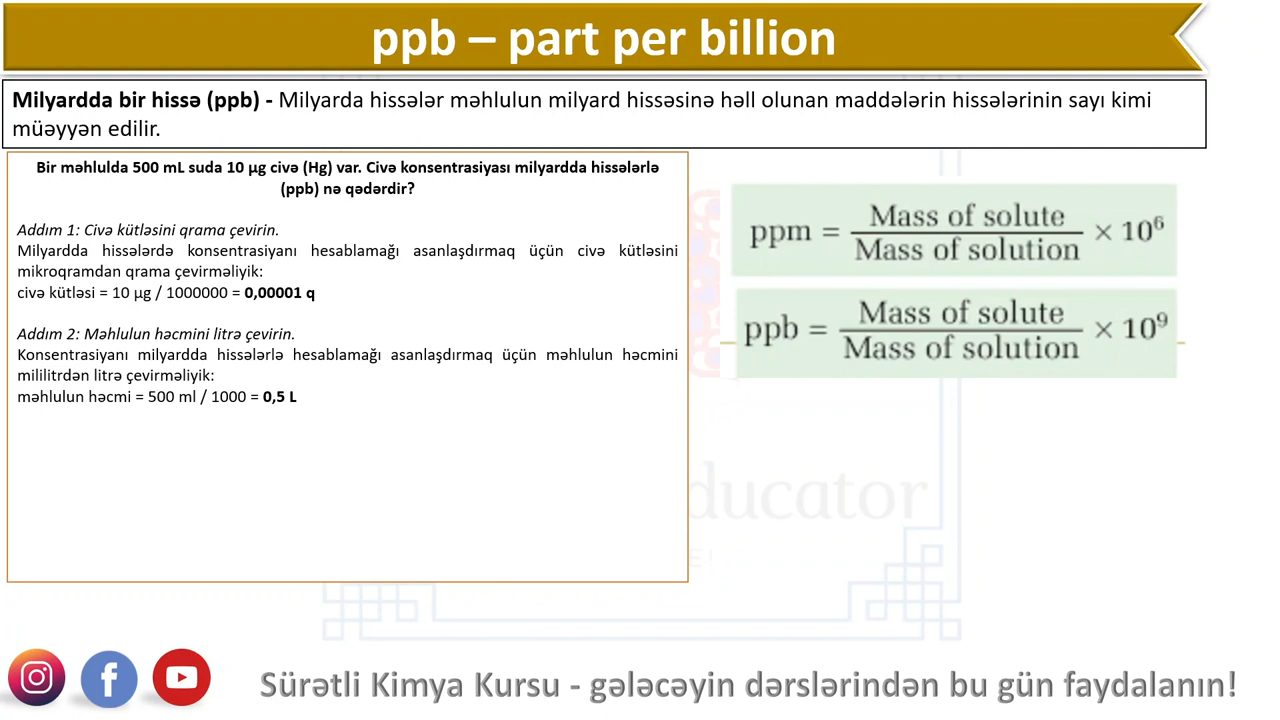 ppb – part per billion
Milyardda bir hissə (ppb) - Milyarda hissələr məhlulun milyard hissəsinə həll olunan maddələrin hissələrinin sayı kimi
müəyyən edilir.
Bir məhlulda 500 mL suda 10 µg civə (Hg) var. Civə konsentrasiyası milyardda hissələrlə
(ppb) nə qədərdir?
Addım 1: Civə kütləsini qrama çevirin.
Milyardda hissələrdə konsentrasiyanı hesablamağı asanlaşdırmaq üçün civə kütləsini
mikroqramdan qrama çevirməliyik:
civə kütləsi = 10 µg / 1000000 = 0,00001 q
Addım 2: Məhlulun həcmini litrə çevirin.
Konsentrasiyanı milyardda hissələrlə hesablamağı asanlaşdırmaq üçün məhlulun həcmini
mililitrdən litrə çevirməliyik:
məhlulun həcmi = 500 ml / 1000 = 0,5 L
ppm = Mass of solute / Mass of solution × 10⁶
ppb = Mass of solute / Mass of solution × 10⁹
ducator
Sürətli Kimya Kursu - gələcəyin dərslərindən bu gün faydalanın!